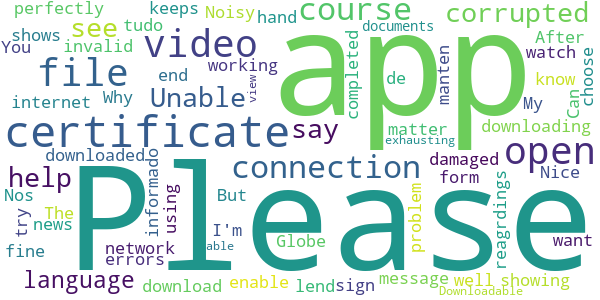 perfectly keeps Noisy hand course documents corrupted
shows tudo see app After
You invalid video completed watch choose
internet end working de manten My
file Why Unable view matter Can know
certificate say exhausting downloading
downloaded connection damaged open
help informado using form Nice
Nos Please But problem reagrdings want
try The news I'm Globe
fine network able
errors message well showing
language download enable lend sign Downloadable